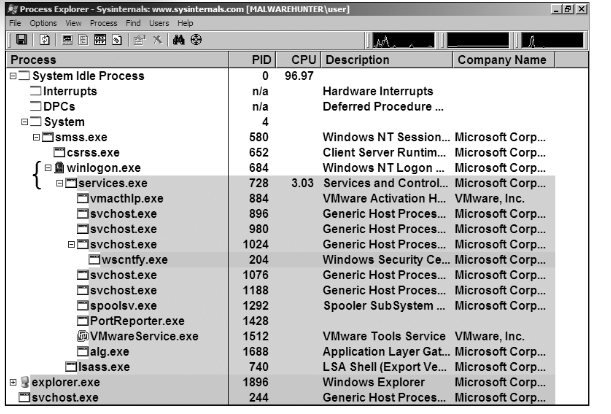 Process Explorer - Sysinternals: www.sysinternals.com [MALWAREHUNTER\user]
File Options View Process Find Users Help
Process PID CPU Description Company Name
System Idle Process 0 96.97
Interrupts n/a Hardware Interrupts
DPCs n/a Deferred Procedure ...
System 4
smss.exe 580 Windows NT Session... Microsoft Corp...
csrss.exe 652 Client Server Runtim... Microsoft Corp...
winlogon.exe 684 Windows NT Logon ... Microsoft Corp...
services.exe 728 3.03 Services and Control... Microsoft Corp...
vmacthlp.exe 884 VMware Activation H... VMware, Inc.
svchost.exe 896 Generic Host Proces... Microsoft Corp...
svchost.exe 980 Generic Host Proces... Microsoft Corp...
svchost.exe 1024 Generic Host Proces... Microsoft Corp...
wscntfy.exe 204 Windows Security Ce... Microsoft Corp...
svchost.exe 1076 Generic Host Proces... Microsoft Corp...
svchost.exe 1188 Generic Host Proces... Microsoft Corp...
spoolsv.exe 1292 Spooler SubSystem ... Microsoft Corp...
PortReporter.exe 1428
VMwareService.exe 1512 VMware Tools Service VMware, Inc.
alg.exe 1688 Application Layer Gat... Microsoft Corp...
lsass.exe 740 LSA Shell (Export Ve... Microsoft Corp...
explorer.exe 1896 Windows Explorer Microsoft Corp...
svchost.exe 244 Generic Host Proces... Microsoft Corp...